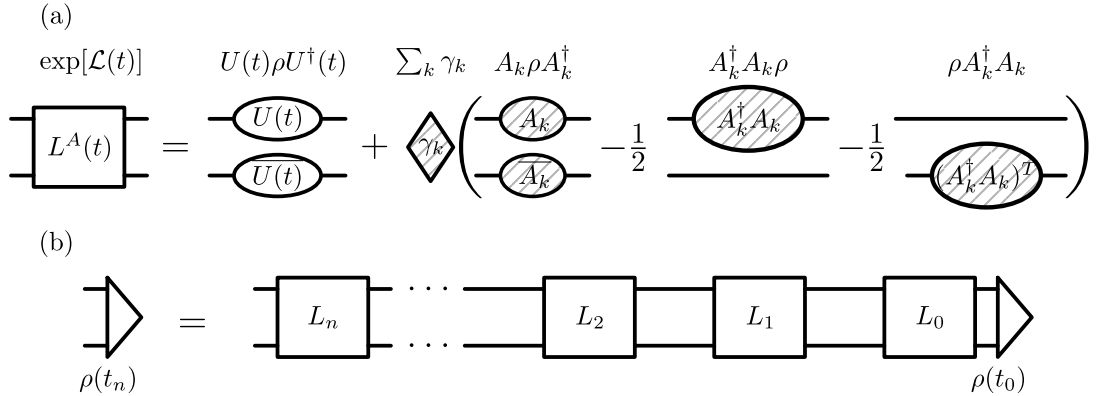 (a)
exp[ℒ(t)] U(t)ρU†(t) ∑ₖ γₖ AₖρAₖ† Aₖ†Aₖρ ρAₖ†Aₖ
Lᴬ(t) = U(t) + γₖ ( Aₖ −1/2 Aₖ†Aₖ −1/2 )
U̅(̅t̅)̅ A̅ₖ (Aₖ†Aₖ)ᵀ
(b)
= Lₙ ··· L₂ L₁ L₀
···
ρ(tₙ) ρ(t₀)